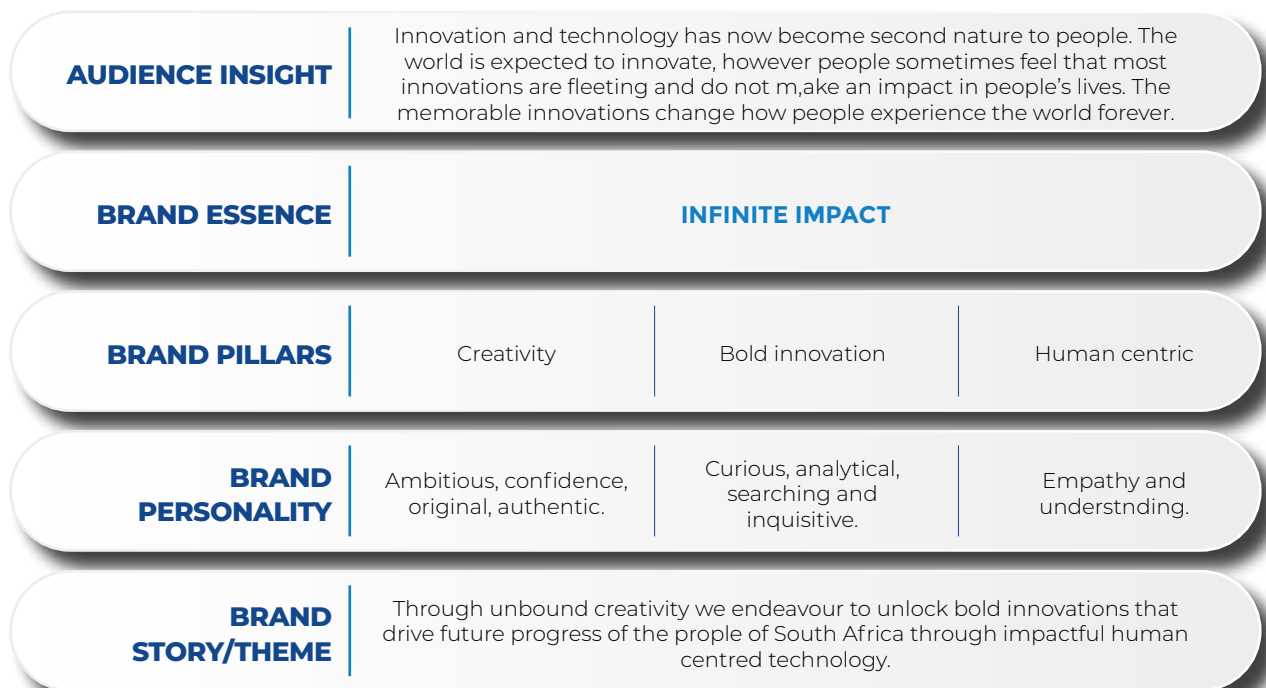 AUDIENCE INSIGHT
Innovation and technology has now become second nature to people. The
world is expected to innovate, however people sometimes feel that most
innovations are fleeting and do not m,ake an impact in people’s lives. The
memorable innovations change how people experience the world forever.
BRAND ESSENCE
INFINITE IMPACT
BRAND PILLARS
Creativity
Bold innovation
Human centric
BRAND
PERSONALITY
Ambitious, confidence,
original, authentic.
Curious, analytical,
searching and
inquisitive.
Empathy and
understnding.
BRAND
STORY/THEME
Through unbound creativity we endeavour to unlock bold innovations that
drive future progress of the prople of South Africa through impactful human
centred technology.